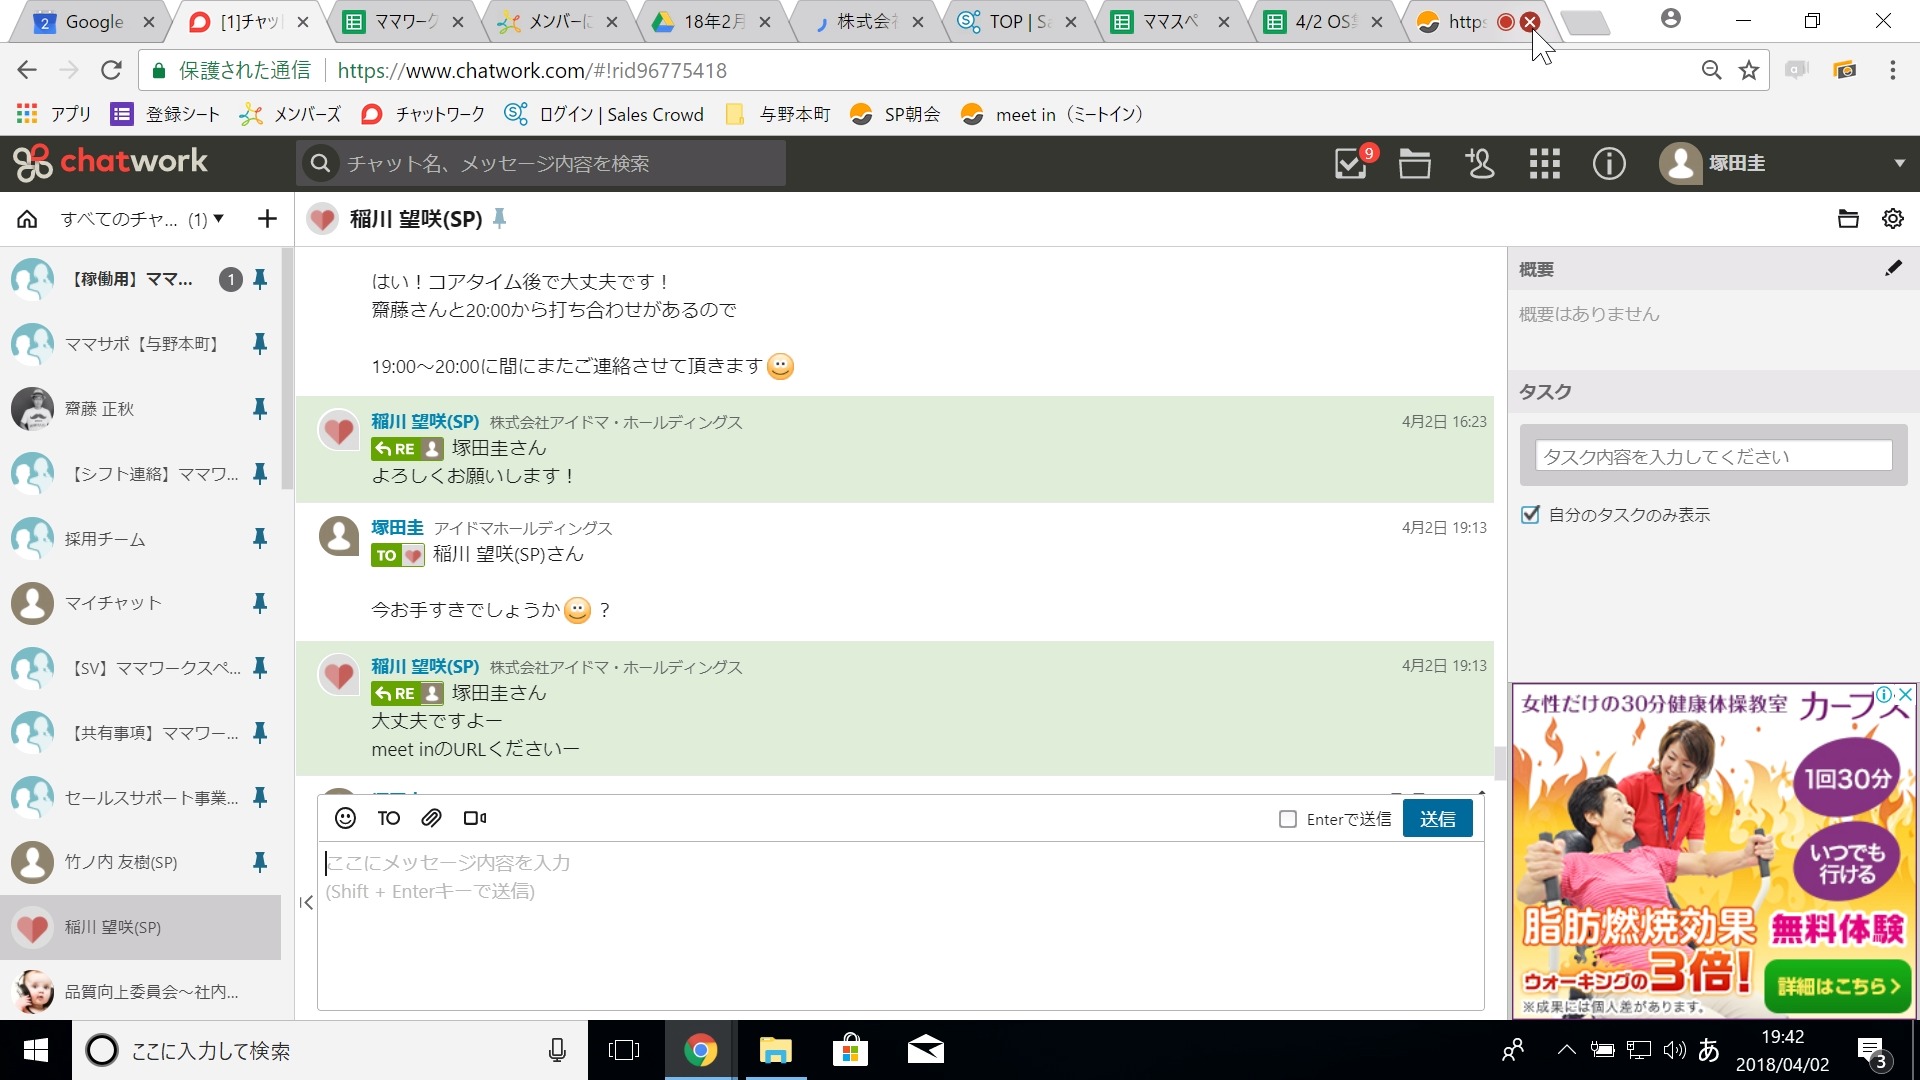 2 Google
[1]チャッ
ママワーク
メンバーに
18年2月
株式会社
TOP | Sa
ママスペ
4/2 OS
https
保護された通信
https://www.chatwork.com/#!rid96775418
アプリ
登録シート
メンバーズ
チャットワーク
ログイン | Sales Crowd
与野本町
SP朝会
meet in（ミートイン）
chatwork
チャット名、メッセージ内容を検索
9
塚田圭
すべてのチャ... (1)
稲川 望咲(SP)
【稼働用】ママ... 1
ママサポ【与野本町】
齋藤 正秋
【シフト連絡】ママワ...
採用チーム
マイチャット
【SV】ママワークスペ...
【共有事項】ママワー...
セールスサポート事業...
竹ノ内 友樹(SP)
稲川 望咲(SP)
品質向上委員会～社内...
はい！コアタイム後で大丈夫です！
齋藤さんと20:00から打ち合わせがあるので
19:00～20:00に間にまたご連絡させて頂きます
稲川 望咲(SP) 株式会社アイドマ・ホールディングス 4月2日 16:23
RE 塚田圭さん
よろしくお願いします！
塚田圭 アイドマホールディングス 4月2日 19:13
TO 稲川 望咲(SP)さん
今お手すきでしょうか ？
稲川 望咲(SP) 株式会社アイドマ・ホールディングス 4月2日 19:13
RE 塚田圭さん
大丈夫ですよー
meet inのURLくださいー
TO
Enterで送信
送信
ここにメッセージ内容を入力
(Shift + Enterキーで送信)
概要
概要はありません
タスク
タスク内容を入力してください
自分のタスクのみ表示
女性だけの30分健康体操教室 カーブス
1回30分
いつでも
行ける
脂肪燃焼効果
ウォーキングの3倍!
※成果には個人差があります。
無料体験
詳細はこちら
ここに入力して検索
あ
19:42
2018/04/02
3